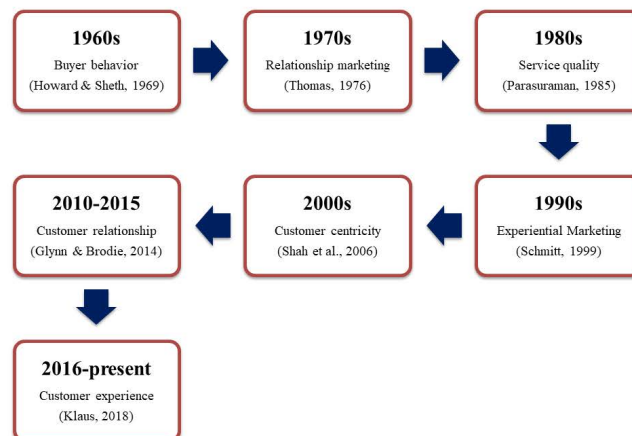 1960s
Buyer behavior
(Howard & Sheth, 1969)
1970s
Relationship marketing
(Thomas, 1976)
1980s
Service quality
(Parasuraman, 1985)
1990s
Experiential Marketing
(Schmitt, 1999)
2000s
Customer centricity
(Shah et al., 2006)
2010-2015
Customer relationship
(Glynn & Brodie, 2014)
2016-present
Customer experience
(Klaus, 2018)